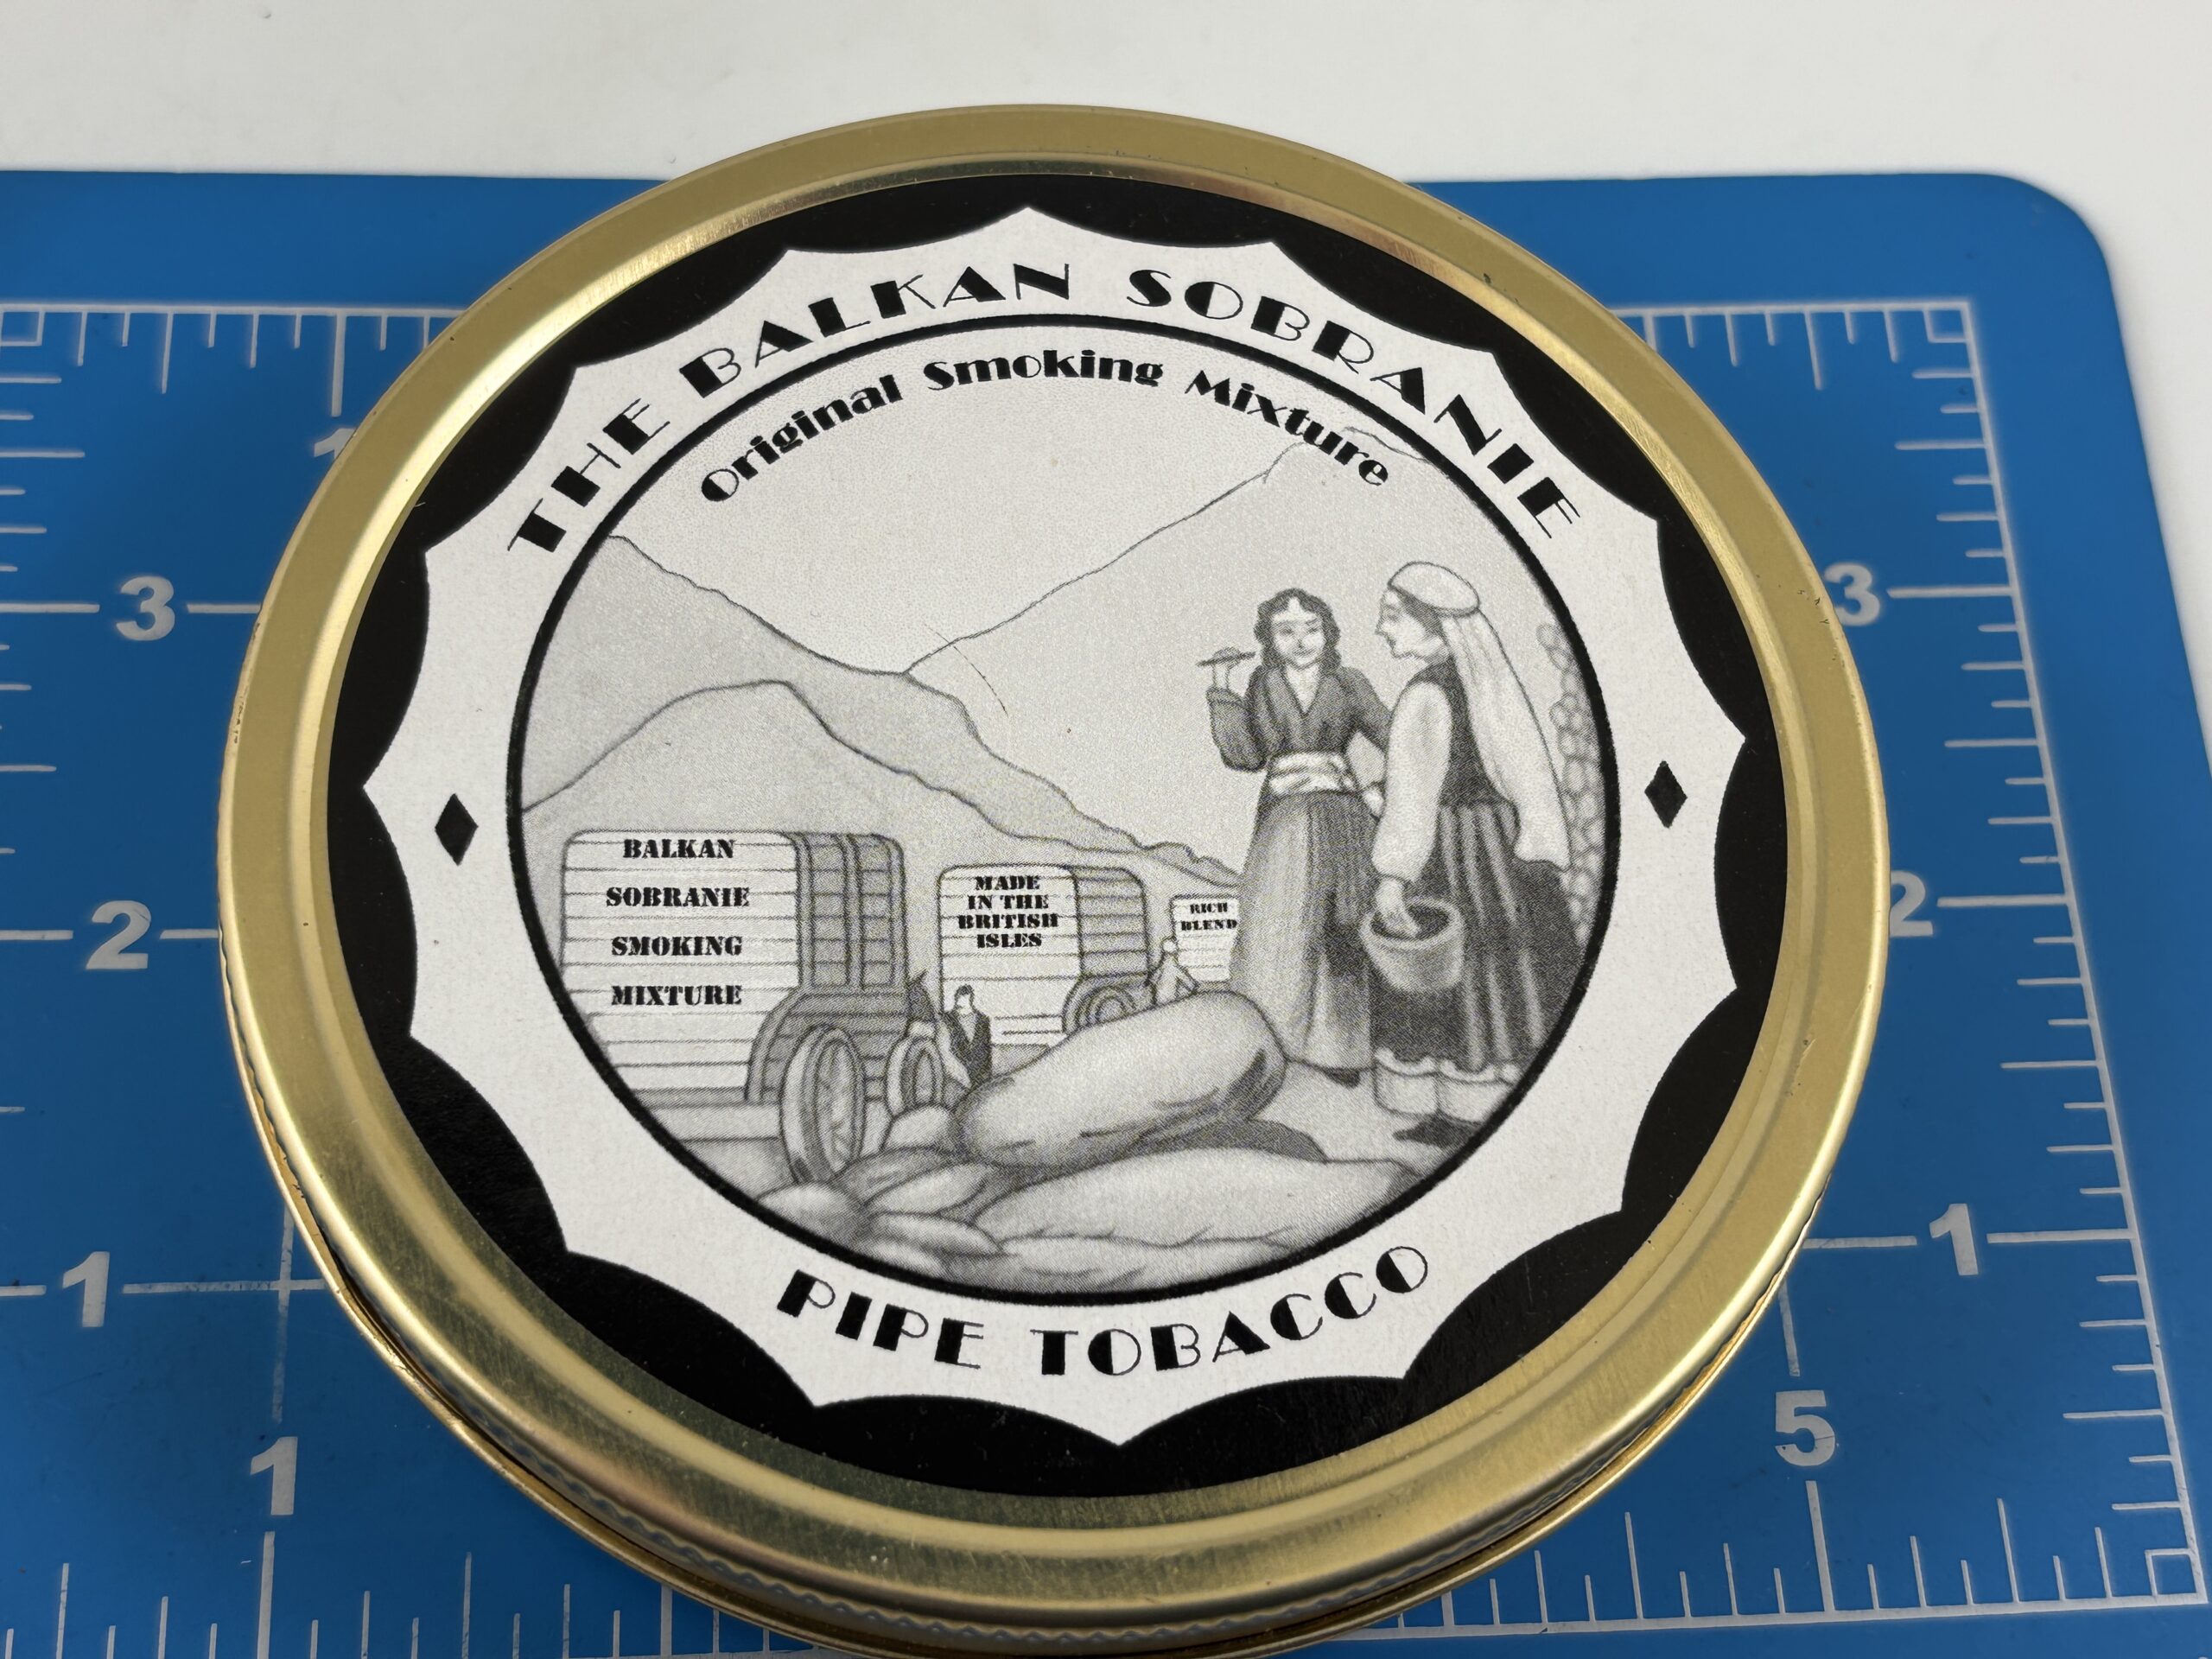 THE BALKAN SOBRANIE
Original Smoking Mixture
BALKAN
SOBRANIE
SMOKING
MIXTURE
MADE
IN THE
BRITISH
ISLES
RICH
BLEND
PIPE TOBACCO
1
3
3
2
2
1
1
1
5